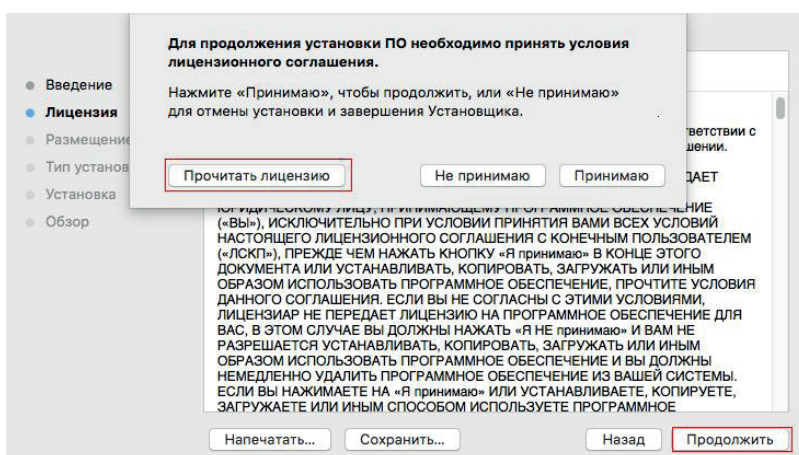 Для продолжения установки ПО необходимо принять условия
лицензионного соглашения.
Нажмите «Принимаю», чтобы продолжить, или «Не принимаю»
для отмены установки и завершения Установщика.
Прочитать лицензию
Не принимаю
Принимаю
Введение
Лицензия
Размещение
Тип установ
Установка
Обзор
ветствии с
шении.
ДАЕТ
ЮРИДИЧЕСКОМУ ЛИЦУ, ПРИНИМАЮЩЕМУ ПРОГРАММНОЕ ОБЕСПЕЧЕНИЕ
(«ВЫ»), ИСКЛЮЧИТЕЛЬНО ПРИ УСЛОВИИ ПРИНЯТИЯ ВАМИ ВСЕХ УСЛОВИЙ
НАСТОЯЩЕГО ЛИЦЕНЗИОННОГО СОГЛАШЕНИЯ С КОНЕЧНЫМ ПОЛЬЗОВАТЕЛЕМ
(«ЛСКП»), ПРЕЖДЕ ЧЕМ НАЖАТЬ КНОПКУ «Я принимаю» В КОНЦЕ ЭТОГО
ДОКУМЕНТА ИЛИ УСТАНАВЛИВАТЬ, КОПИРОВАТЬ, ЗАГРУЖАТЬ ИЛИ ИНЫМ
ОБРАЗОМ ИСПОЛЬЗОВАТЬ ПРОГРАММНОЕ ОБЕСПЕЧЕНИЕ, ПРОЧТИТЕ УСЛОВИЯ
ДАННОГО СОГЛАШЕНИЯ. ЕСЛИ ВЫ НЕ СОГЛАСНЫ С ЭТИМИ УСЛОВИЯМИ,
ЛИЦЕНЗИАР НЕ ПЕРЕДАЕТ ЛИЦЕНЗИЮ НА ПРОГРАММНОЕ ОБЕСПЕЧЕНИЕ ДЛЯ
ВАС, В ЭТОМ СЛУЧАЕ ВЫ ДОЛЖНЫ НАЖАТЬ «Я НЕ принимаю» И ВАМ НЕ
РАЗРЕШАЕТСЯ УСТАНАВЛИВАТЬ, КОПИРОВАТЬ, ЗАГРУЖАТЬ ИЛИ ИНЫМ
ОБРАЗОМ ИСПОЛЬЗОВАТЬ ПРОГРАММНОЕ ОБЕСПЕЧЕНИЕ И ВЫ ДОЛЖНЫ
НЕМЕДЛЕННО УДАЛИТЬ ПРОГРАММНОЕ ОБЕСПЕЧЕНИЕ ИЗ ВАШЕЙ СИСТЕМЫ.
ЕСЛИ ВЫ НАЖИМАЕТЕ НА «Я принимаю» ИЛИ УСТАНАВЛИВАЕТЕ, КОПИРУЕТЕ,
ЗАГРУЖАЕТЕ ИЛИ ИНЫМ СПОСОБОМ ИСПОЛЬЗУЕТЕ ПРОГРАММНОЕ
Напечатать...
Сохранить...
Назад
Продолжить